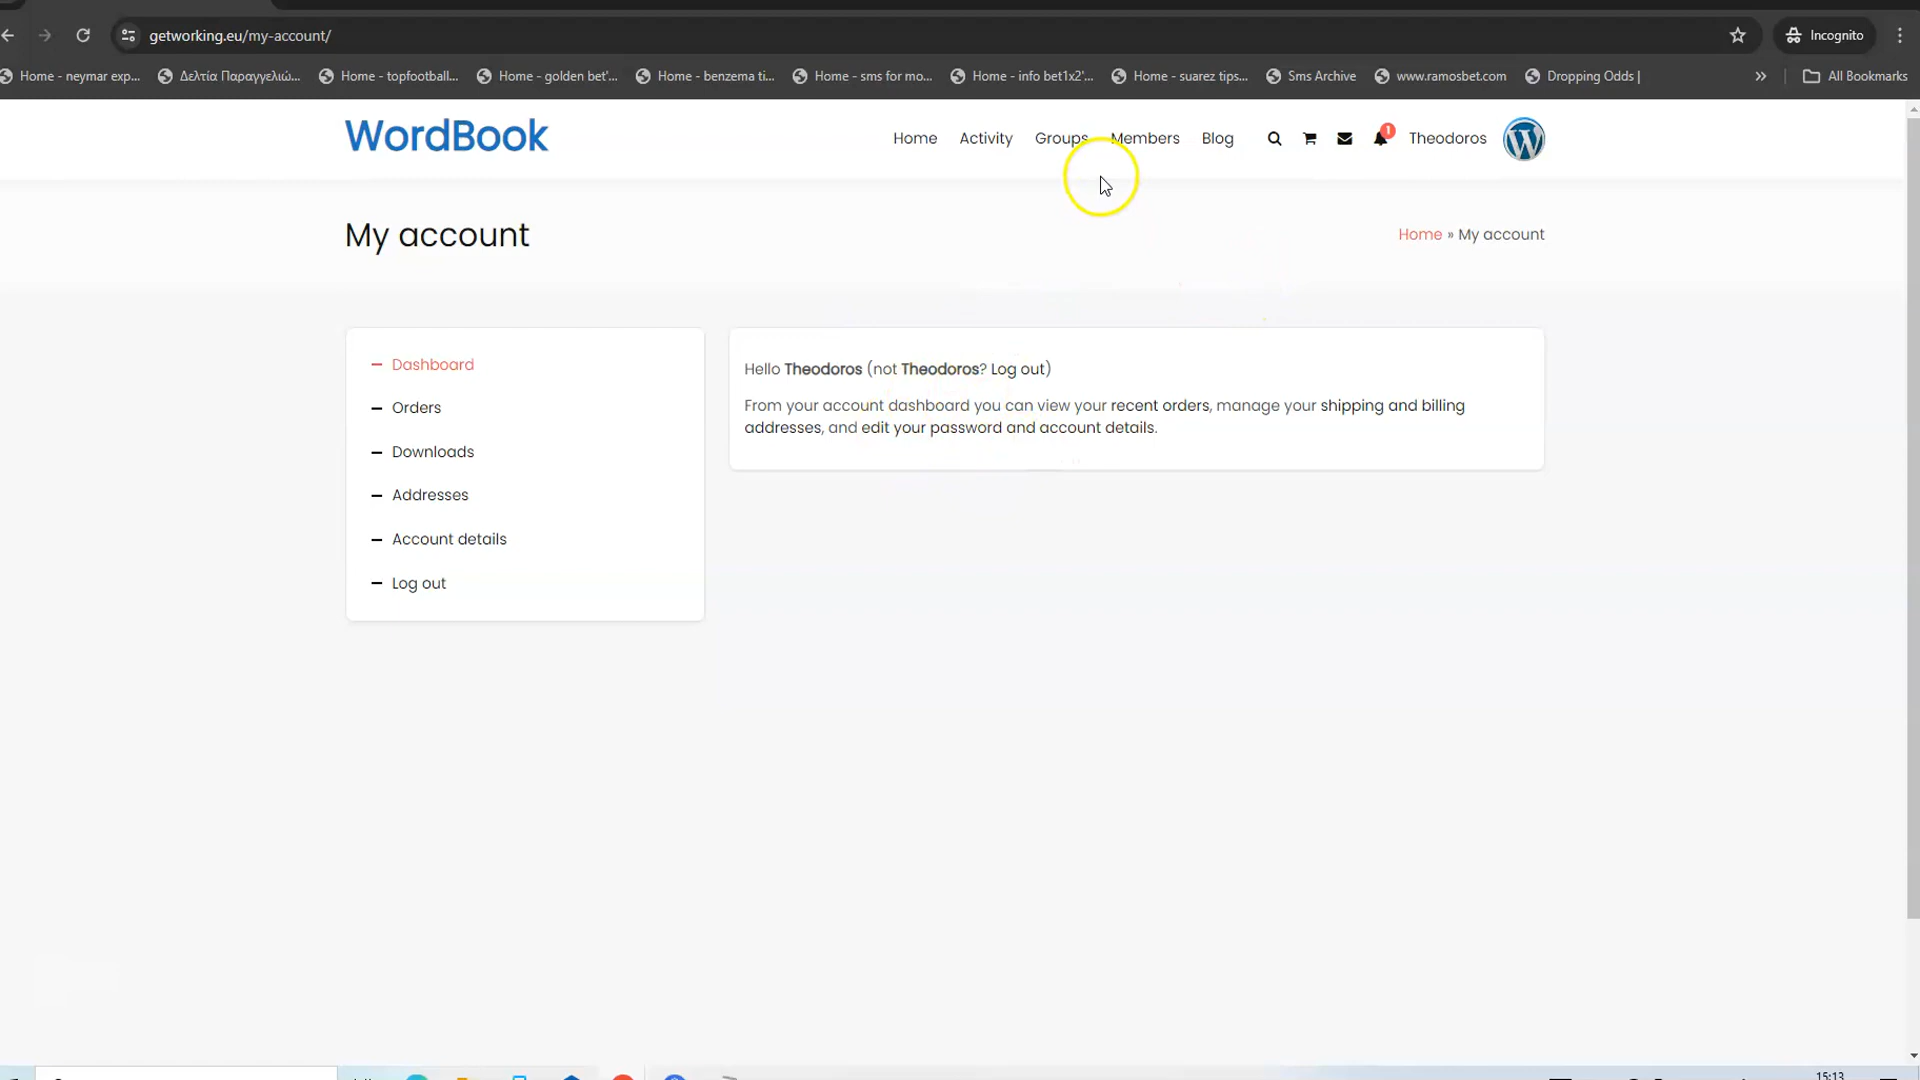 getworking.eu/my-account/
Incognito
Home - neymar exp...
Δελτία Παραγγελιώ...
Home - topfootball...
Home - golden bet'...
Home - benzema ti...
Home - sms for mo...
Home - info bet1x2'...
Home - suarez tips...
Sms Archive
www.ramosbet.com
Dropping Odds |
»
All Bookmarks
WordBook
Home
Activity
Groups
Members
Blog
1
Theodoros
My account
Home » My account
Dashboard
Orders
Downloads
Addresses
Account details
Log out
Hello Theodoros (not Theodoros? Log out)
From your account dashboard you can view your recent orders, manage your shipping and billing
addresses, and edit your password and account details.
15:13